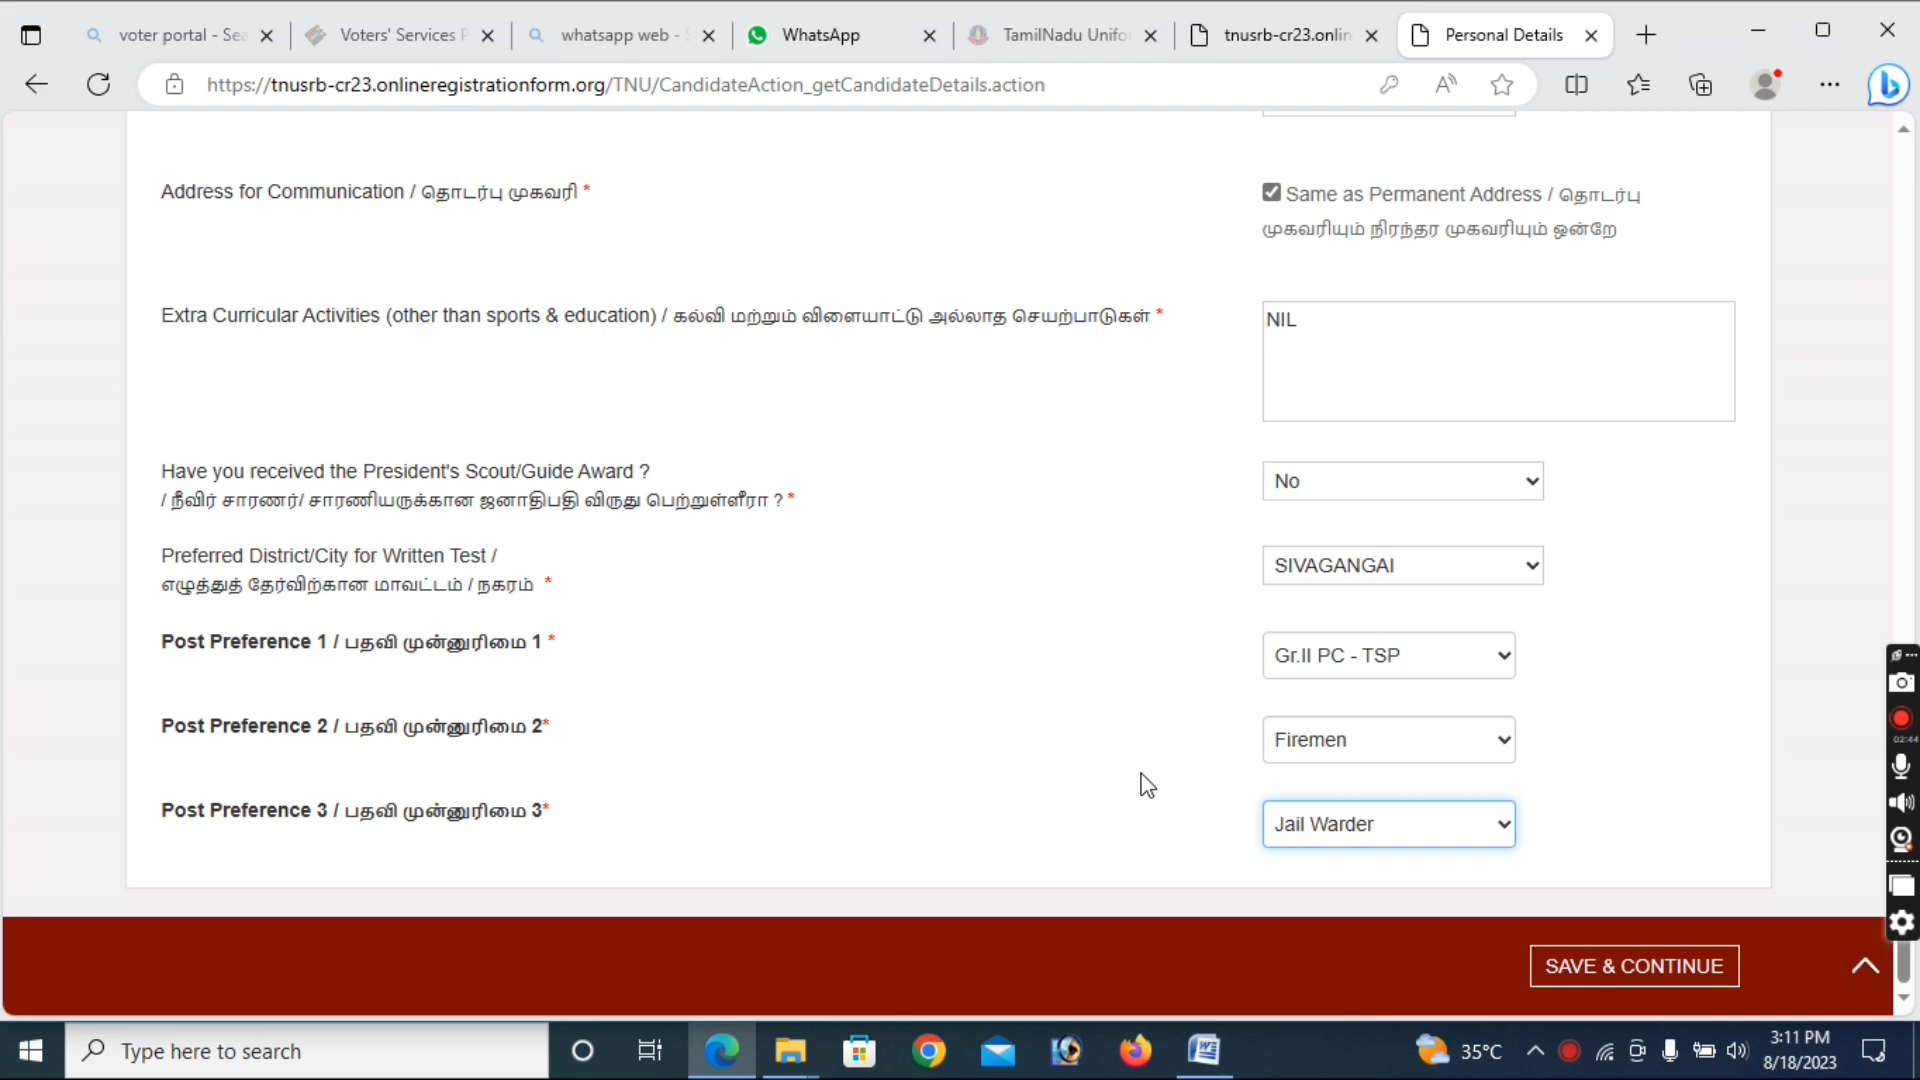 voter portal - Sea
Voters' Services P
whatsapp web - S
WhatsApp
TamilNadu Unifo
tnusrb-cr23.onlin
Personal Details
https://tnusrb-cr23.onlineregistrationform.org/TNU/CandidateAction_getCandidateDetails.action
Address for Communication / தொடர்பு முகவரி *
Same as Permanent Address / தொடர்பு
முகவரியும் நிரந்தர முகவரியும் ஒன்றே
Extra Curricular Activities (other than sports & education) / கல்வி மற்றும் விளையாட்டு அல்லாத செயற்பாடுகள் *
NIL
Have you received the President's Scout/Guide Award ?
/ நீவிர் சாரணர்/ சாரணியருக்கான ஜனாதிபதி விருது பெற்றுள்ளீரா ? *
No
Preferred District/City for Written Test /
எழுத்துத் தேர்விற்கான மாவட்டம் / நகரம் *
SIVAGANGAI
Post Preference 1 / பதவி முன்னுரிமை 1 *
Gr.II PC - TSP
Post Preference 2 / பதவி முன்னுரிமை 2*
Firemen
Post Preference 3 / பதவி முன்னுரிமை 3*
Jail Warder
02:44
SAVE & CONTINUE
Type here to search
35°C
3:11 PM
8/18/2023